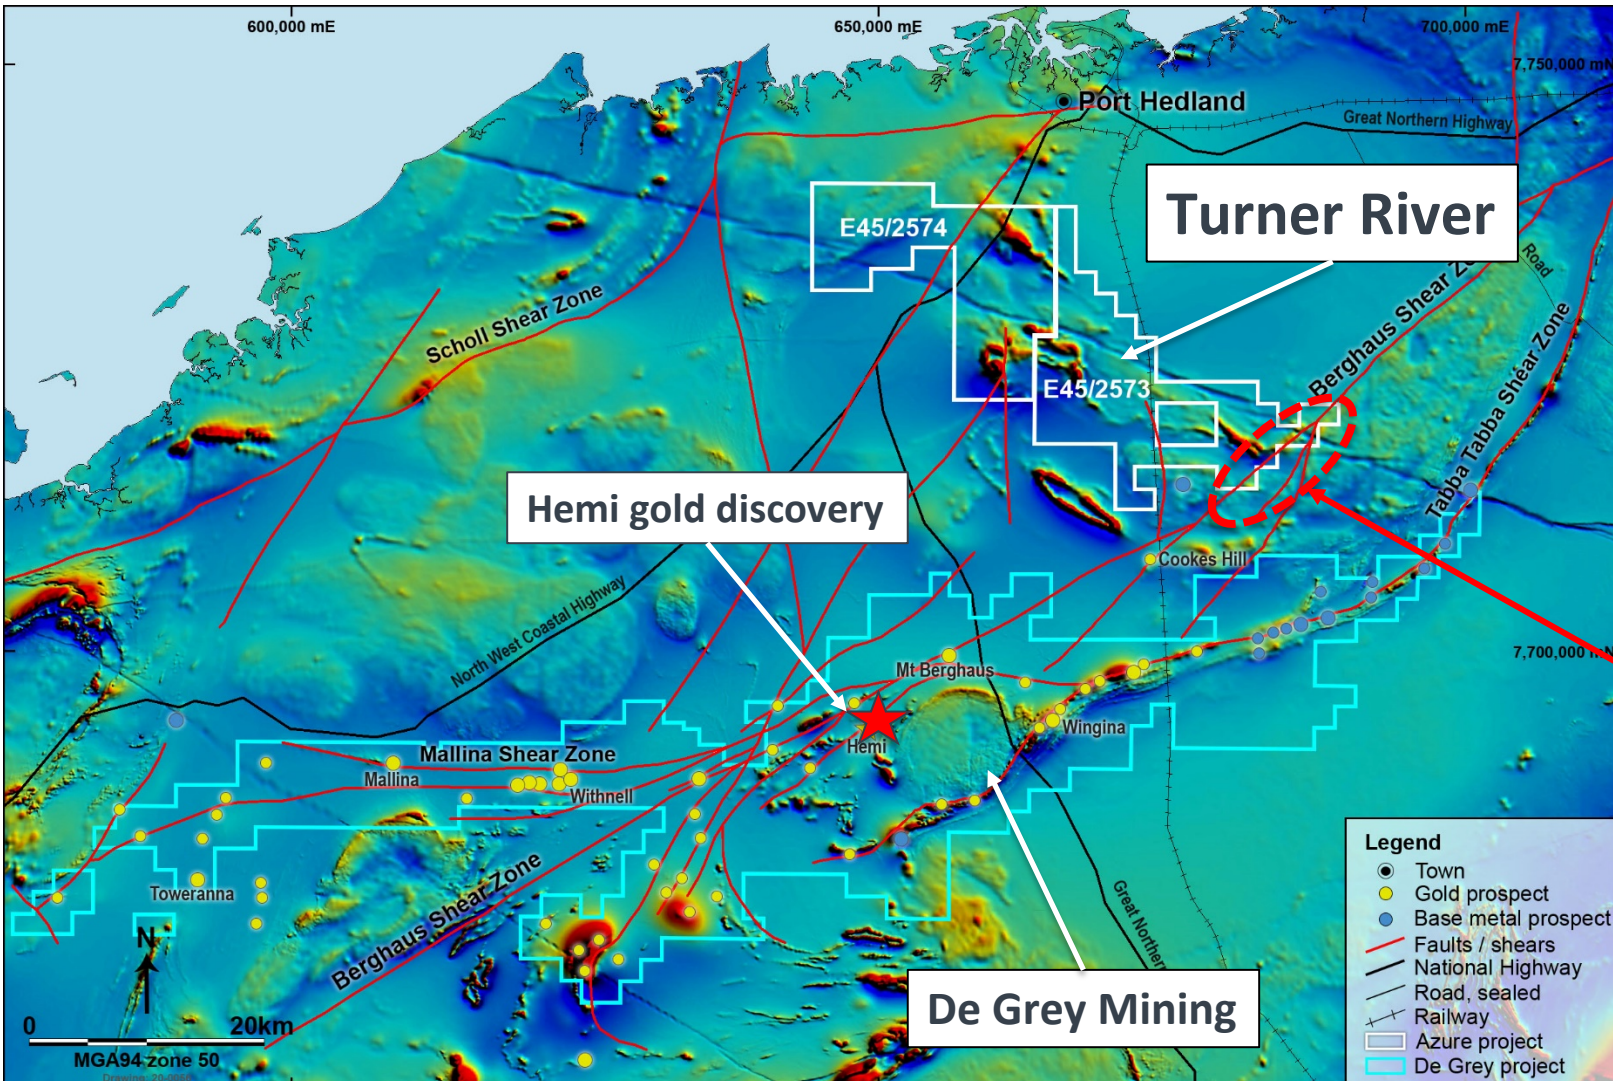 600,000 mE
650,000 mE
700,000 mE
7,750,000 mN
Port Hedland
Great Northern Highway
Turner River
E45/2574
Road
Berghaus Shear Zo
Scholl Shear Zone
E45/2573
Tabba Tabba Shear Zone
Hemi gold discovery
Cookes Hill
North West Coastal Highway
7,700,000 mN
Mt Berghaus
Wingina
Hemi
Mallina Shear Zone
Mallina
Withnell
Toweranna
Berghaus Shear Zone
Great Northern
De Grey Mining
N
0 20km
MGA94 zone 50
Legend
Town
Gold prospect
Base metal prospect
Faults / shears
National Highway
Road, sealed
Railway
Azure project
De Grey project